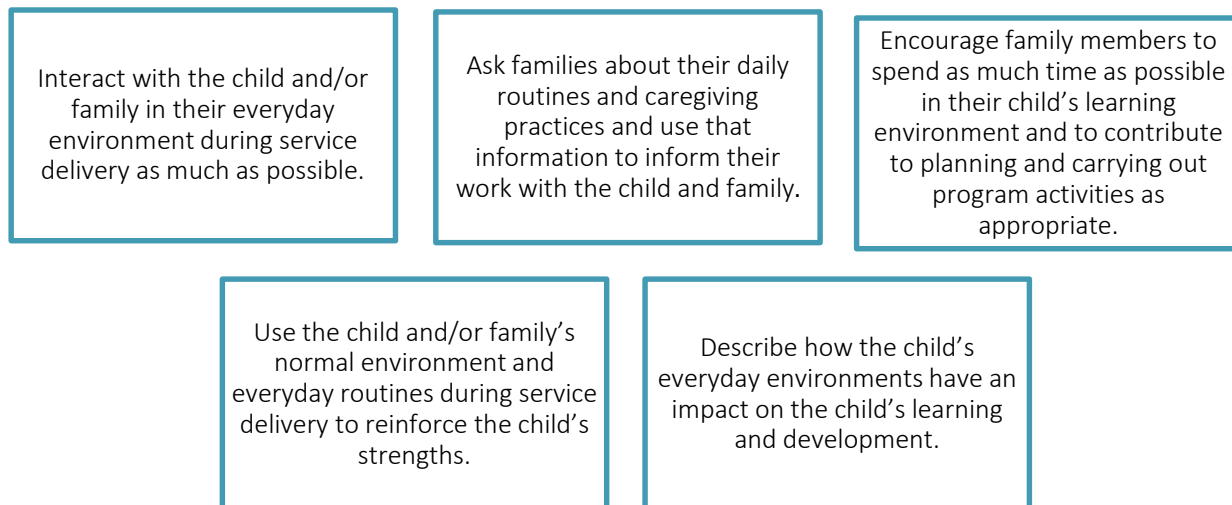 Interact with the child and/or
family in their everyday
environment during service
delivery as much as possible.
Ask families about their daily
routines and caregiving
practices and use that
information to inform their
work with the child and family.
Encourage family members to
spend as much time as possible
in their child’s learning
environment and to contribute
to planning and carrying out
program activities as
appropriate.
Use the child and/or family’s
normal environment and
everyday routines during service
delivery to reinforce the child’s
strengths.
Describe how the child’s
everyday environments have an
impact on the child’s learning
and development.